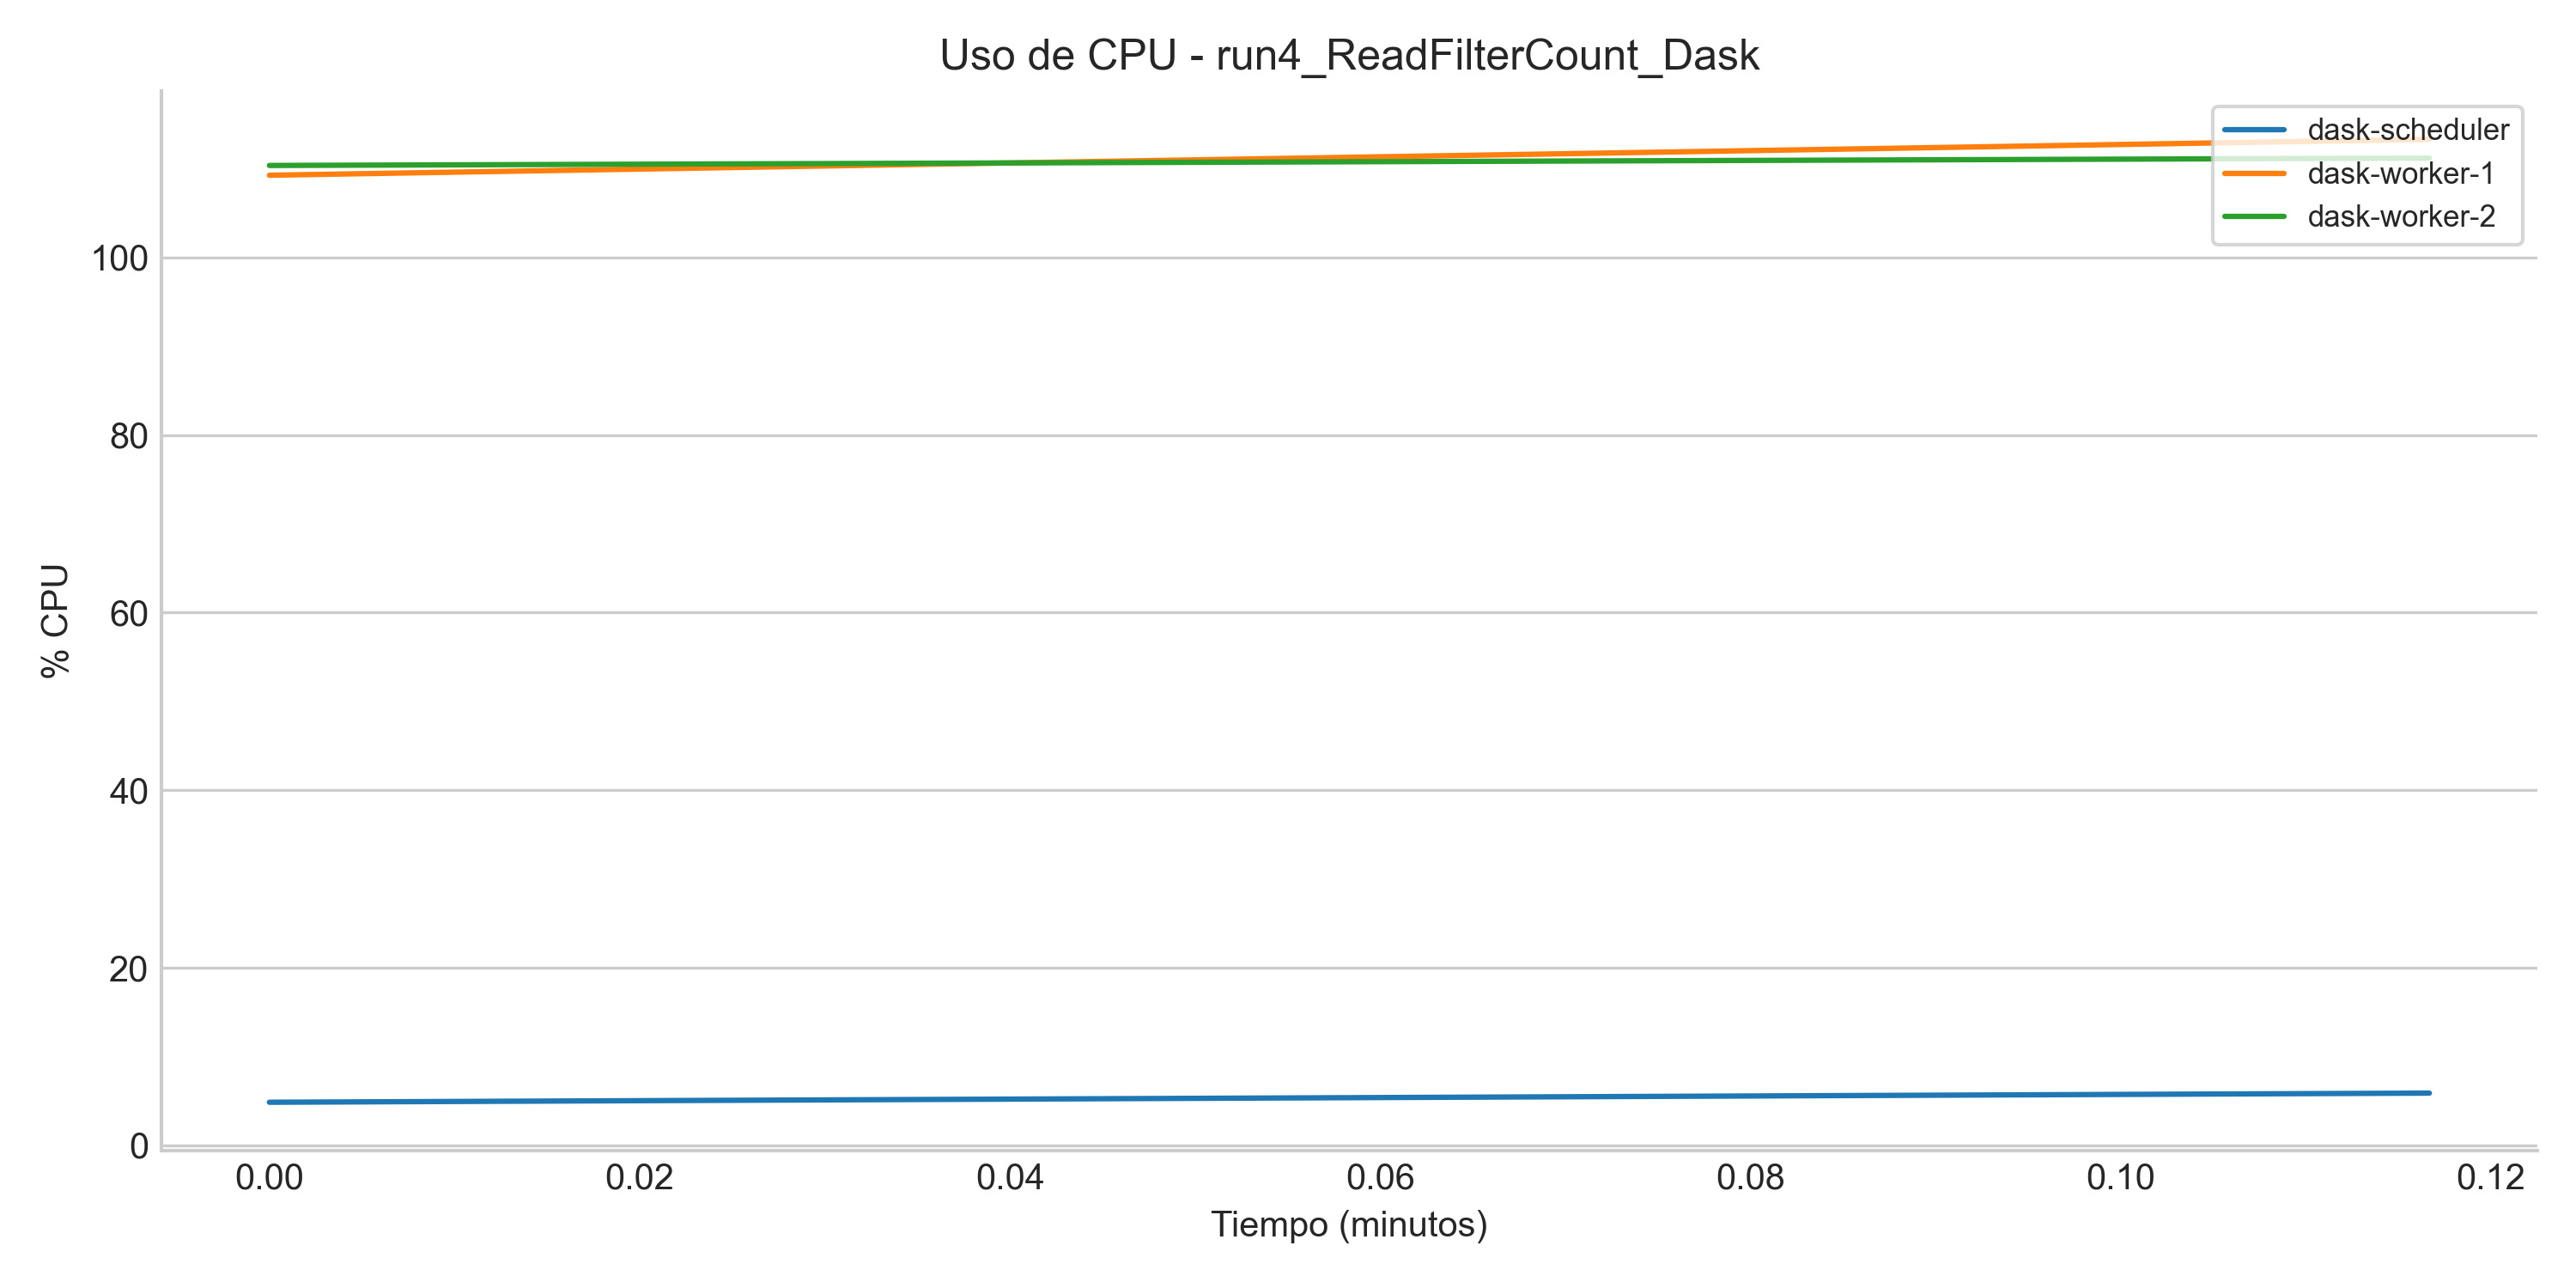 Uso de CPU - run4_ReadFilterCount_Dask
dask-scheduler
dask-worker-1
dask-worker-2
100
80
60
40
20
0
% CPU
0.00 0.02 0.04 0.06 0.08 0.10 0.12
Tiempo (minutos)